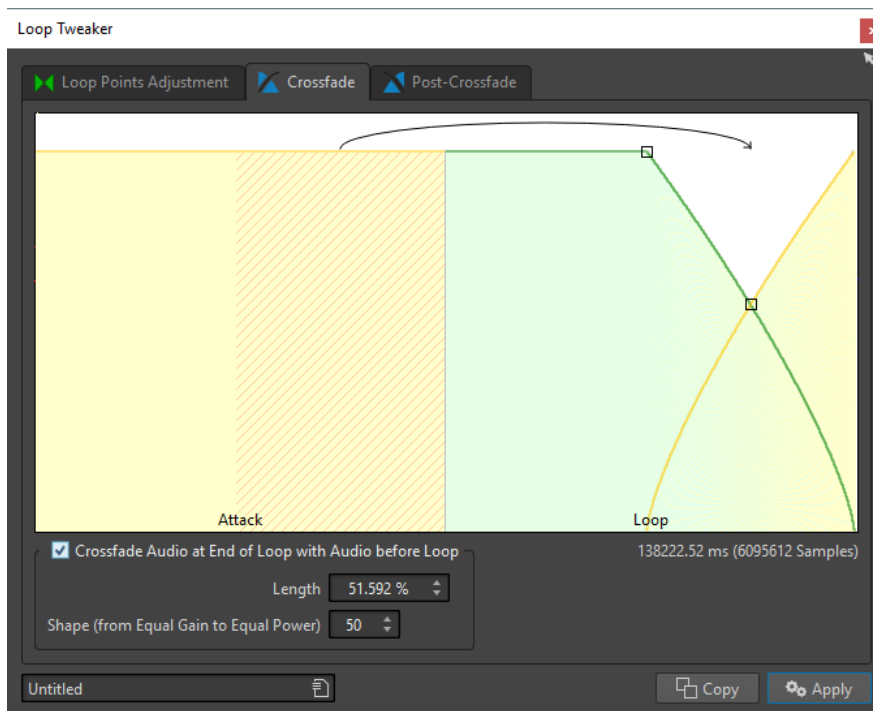 Loop Tweaker
Loop Points Adjustment Crossfade Post-Crossfade
Attack Loop
Crossfade Audio at End of Loop with Audio before Loop 138222.52 ms (6095612 Samples)
Length 51.592 %
Shape (from Equal Gain to Equal Power) 50
Untitled Copy Apply